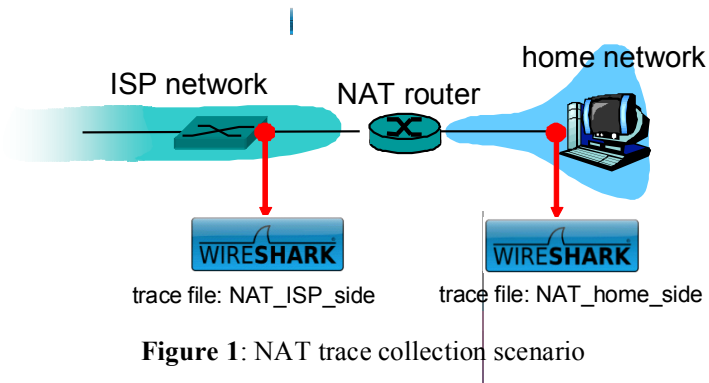 home network
ISP network
NAT router
WIRESHARK
WIRESHARK
trace file: NAT_ISP_side
trace file: NAT_home_side
Figure 1: NAT trace collection scenario